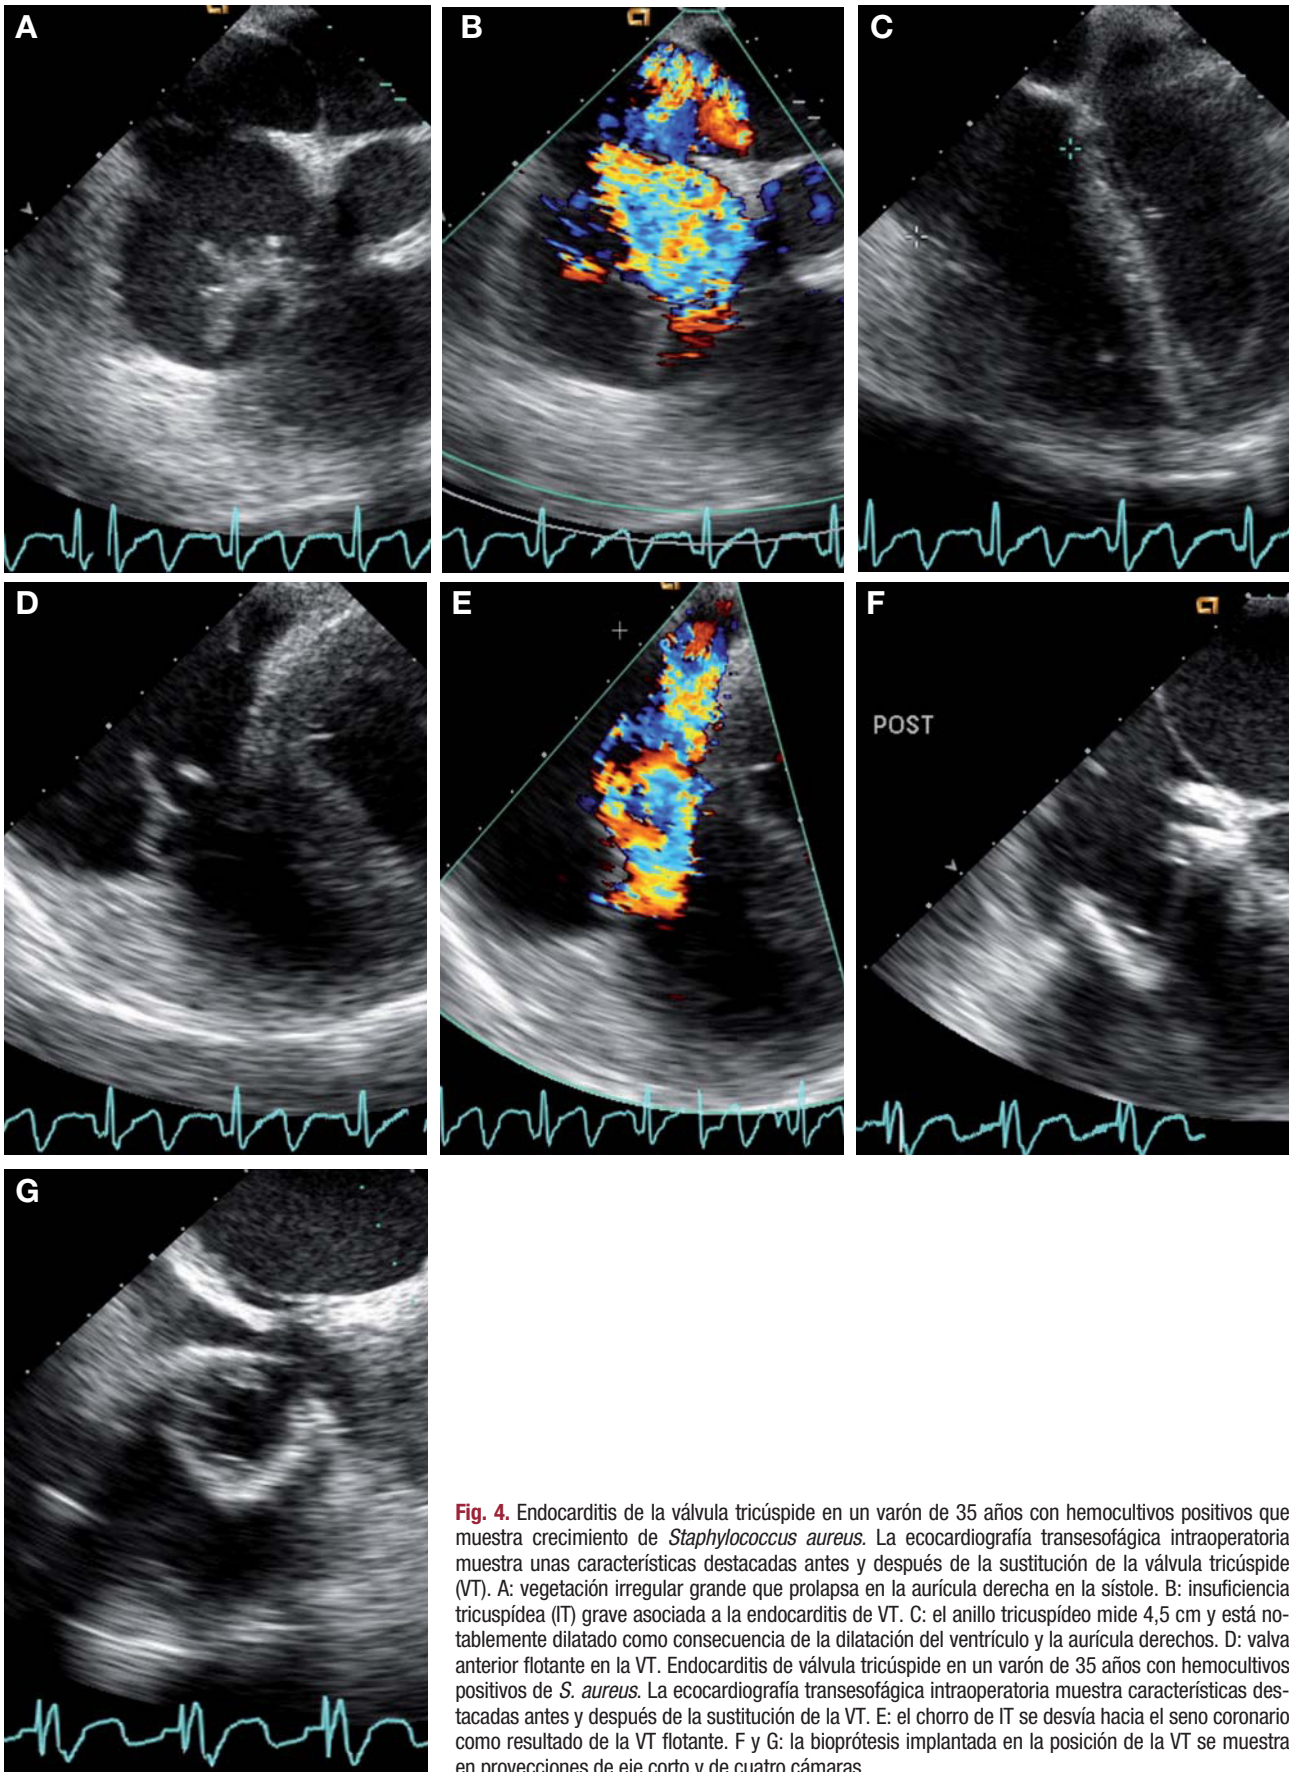 A
B
C
D
E
F
POST
G
Fig. 4. Endocarditis de la válvula tricúspide en un varón de 35 años con hemocultivos positivos que
muestra crecimiento de Staphylococcus aureus. La ecocardiografía transesofágica intraoperatoria
muestra unas características destacadas antes y después de la sustitución de la válvula tricúspide
(VT). A: vegetación irregular grande que prolapsa en la aurícula derecha en la sístole. B: insuficiencia
tricuspídea (IT) grave asociada a la endocarditis de VT. C: el anillo tricuspídeo mide 4,5 cm y está no-
tablemente dilatado como consecuencia de la dilatación del ventrículo y la aurícula derechos. D: valva
anterior flotante en la VT. Endocarditis de válvula tricúspide en un varón de 35 años con hemocultivos
positivos de S. aureus. La ecocardiografía transesofágica intraoperatoria muestra características des-
tacadas antes y después de la sustitución de la VT. E: el chorro de IT se desvía hacia el seno coronario
como resultado de la VT flotante. F y G: la bioprótesis implantada en la posición de la VT se muestra
en proyecciones de eje corto y de cuatro cámaras.